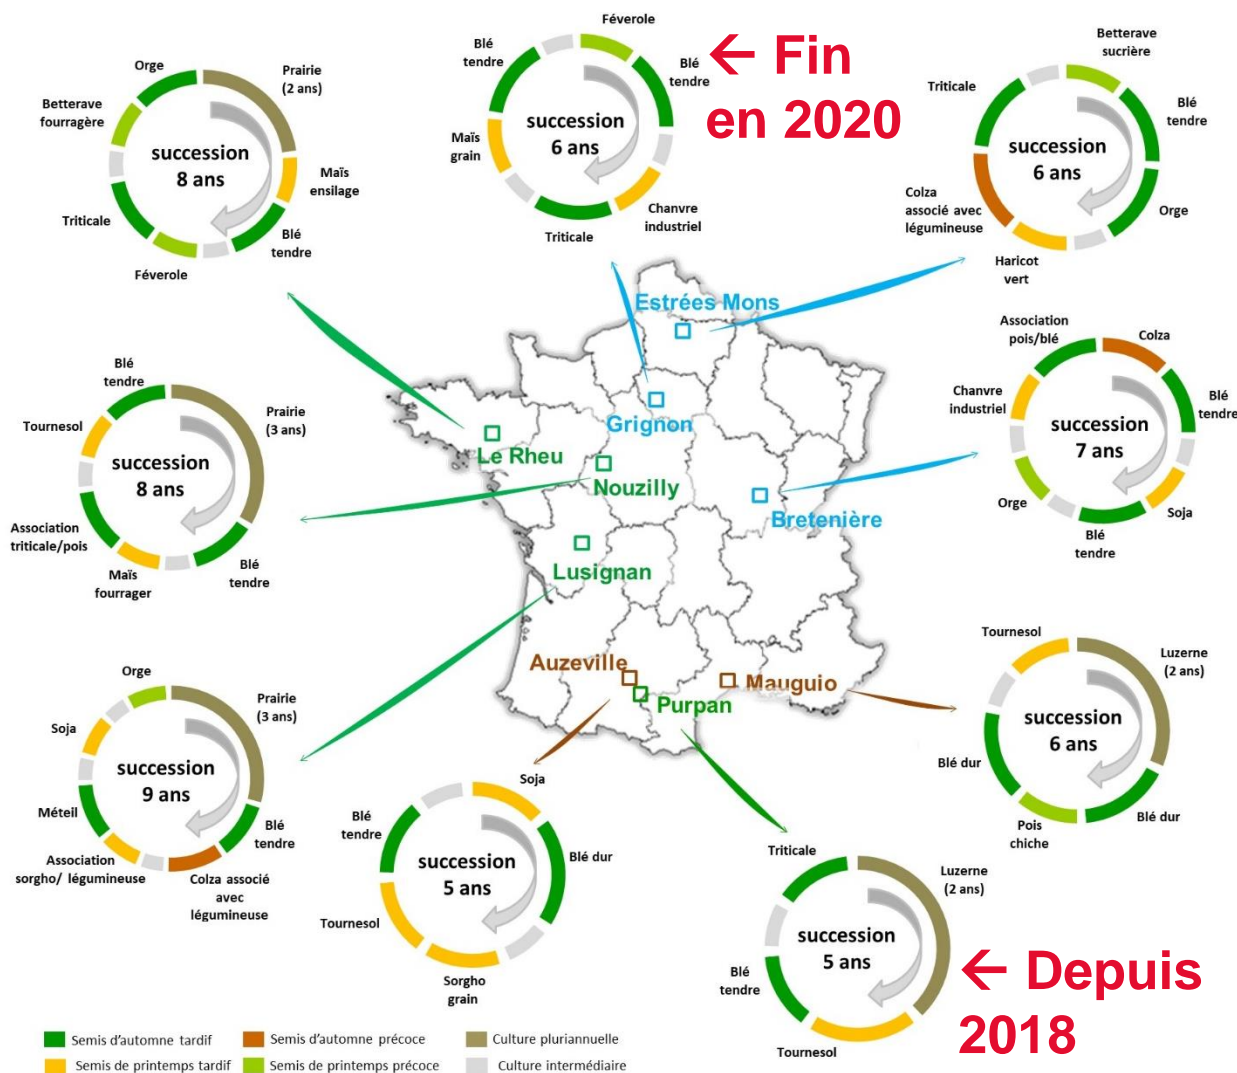 Orge
Prairie
(2 ans)
Betterave
fourragère
succession
8 ans
Maïs
ensilage
Triticale
Blé
tendre
Féverole
Féverole
Blé
tendre
Blé
tendre
succession
6 ans
Maïs
grain
Chanvre
industriel
Triticale
← Fin
en 2020
Betterave
sucrière
Triticale
Blé
tendre
succession
6 ans
Colza
associé avec
légumineuse
Orge
Haricot
vert
Estrées Mons
Grignon
Le Rheu
Nouzilly
Bretenière
Lusignan
Auzeville
Mauguio
Purpan
Association
pois/blé
Colza
Chanvre
industriel
Blé
tendre
succession
7 ans
Orge
Soja
Blé
tendre
Blé
tendre
Tournesol
Prairie
(3 ans)
succession
8 ans
Association
triticale/pois
Maïs
fourrager
Blé
tendre
Tournesol
Luzerne
(2 ans)
succession
6 ans
Blé dur
Pois
chiche
Blé dur
Orge
Prairie
(3 ans)
Soja
succession
9 ans
Méteil
Blé
tendre
Association
sorgho/ légumineuse
Colza associé
avec
légumineuse
Soja
Blé
tendre
Blé dur
succession
5 ans
Tournesol
Sorgho
grain
Triticale
Luzerne
(2 ans)
succession
5 ans
Blé
tendre
Tournesol
← Depuis
2018
Semis d'automne tardif
Semis d'automne précoce
Culture pluriannuelle
Semis de printemps tardif
Semis de printemps précoce
Culture intermédiaire